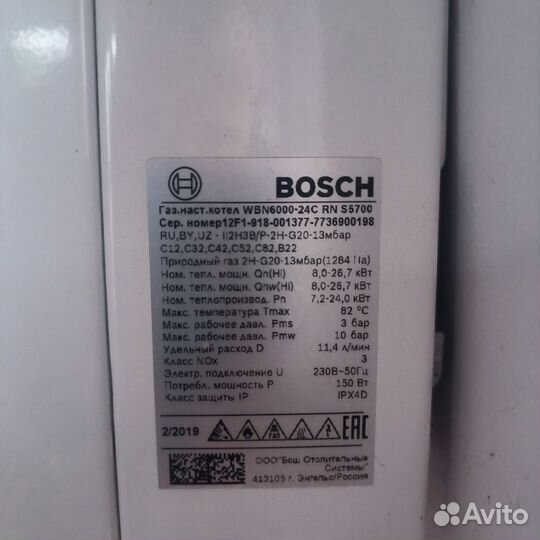 BOSCH
Газ.наст.котел WBN6000-24C RN S5700
Сер. номер12F1-918-001377-7736900198
RU,BY,UZ - II2H3B/P-2H-G20-13мбар
C12,C32,C42,C52,C82,B22
Природный газ 2H-G20-13мбар(1284 Па)
Ном. тепл. мощн. Qn(Hi) 8,0-26,7 кВт
Ном. тепл. мощн. Qnw(Hi) 8,0-26,7 кВт
Ном. теплопроизвод. Pn 7,2-24,0 кВт
Макс. температура Tmax 82 °C
Макс. рабочее давл. Pms 3 бар
Макс. рабочее давл. Pmw 10 бар
Удельный расход D 11,4 л/мин
Класс NOx 3
Электр. подключение U 230В~50Гц
Потребл. мощность P 150 Вт
Класс защиты IP IPX4D
2/2019 ГАЗ EAC
ООО"Бош Отопительные
Системы"
413105 г. Энгельс/Россия
Avito